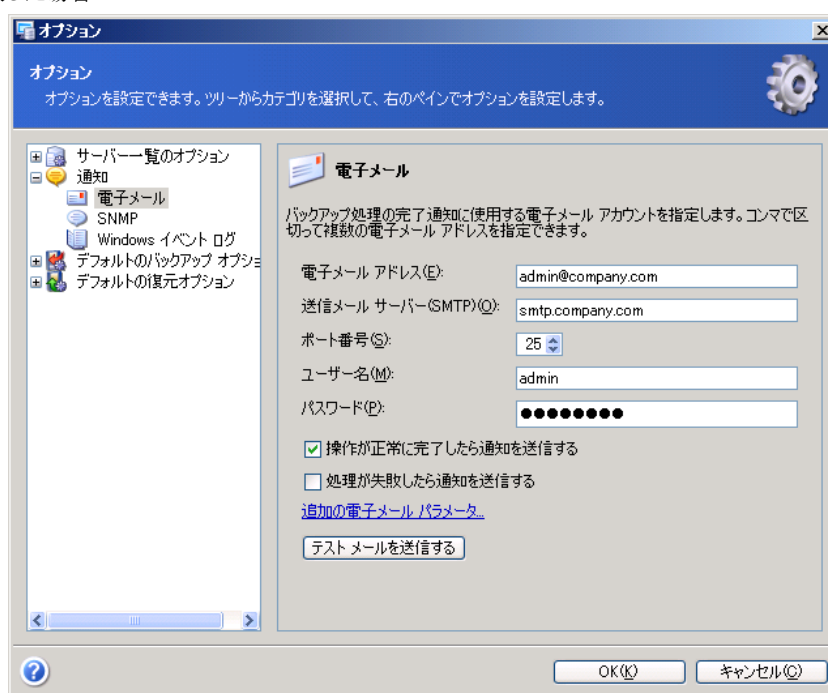 オプション
オプション
オプションを設定できます。ツリーからカテゴリを選択して、右のペインでオプションを設定します。
サーバー一覧のオプション
通知
電子メール
SNMP
Windows イベント ログ
デフォルトのバックアップ オプショ
デフォルトの復元オプション
電子メール
バックアップ処理の完了通知に使用する電子メール アカウントを指定します。コンマで区
切って複数の電子メール アドレスを指定できます。
電子メール アドレス(E): admin@company.com
送信メール サーバー(SMTP)(O): smtp.company.com
ポート番号(S): 25
ユーザー名(M): admin
パスワード(P): ●●●●●●●●
操作が正常に完了したら通知を送信する
処理が失敗したら通知を送信する
追加の電子メール パラメータ...
テスト メールを送信する
OK(K) キャンセル(C)